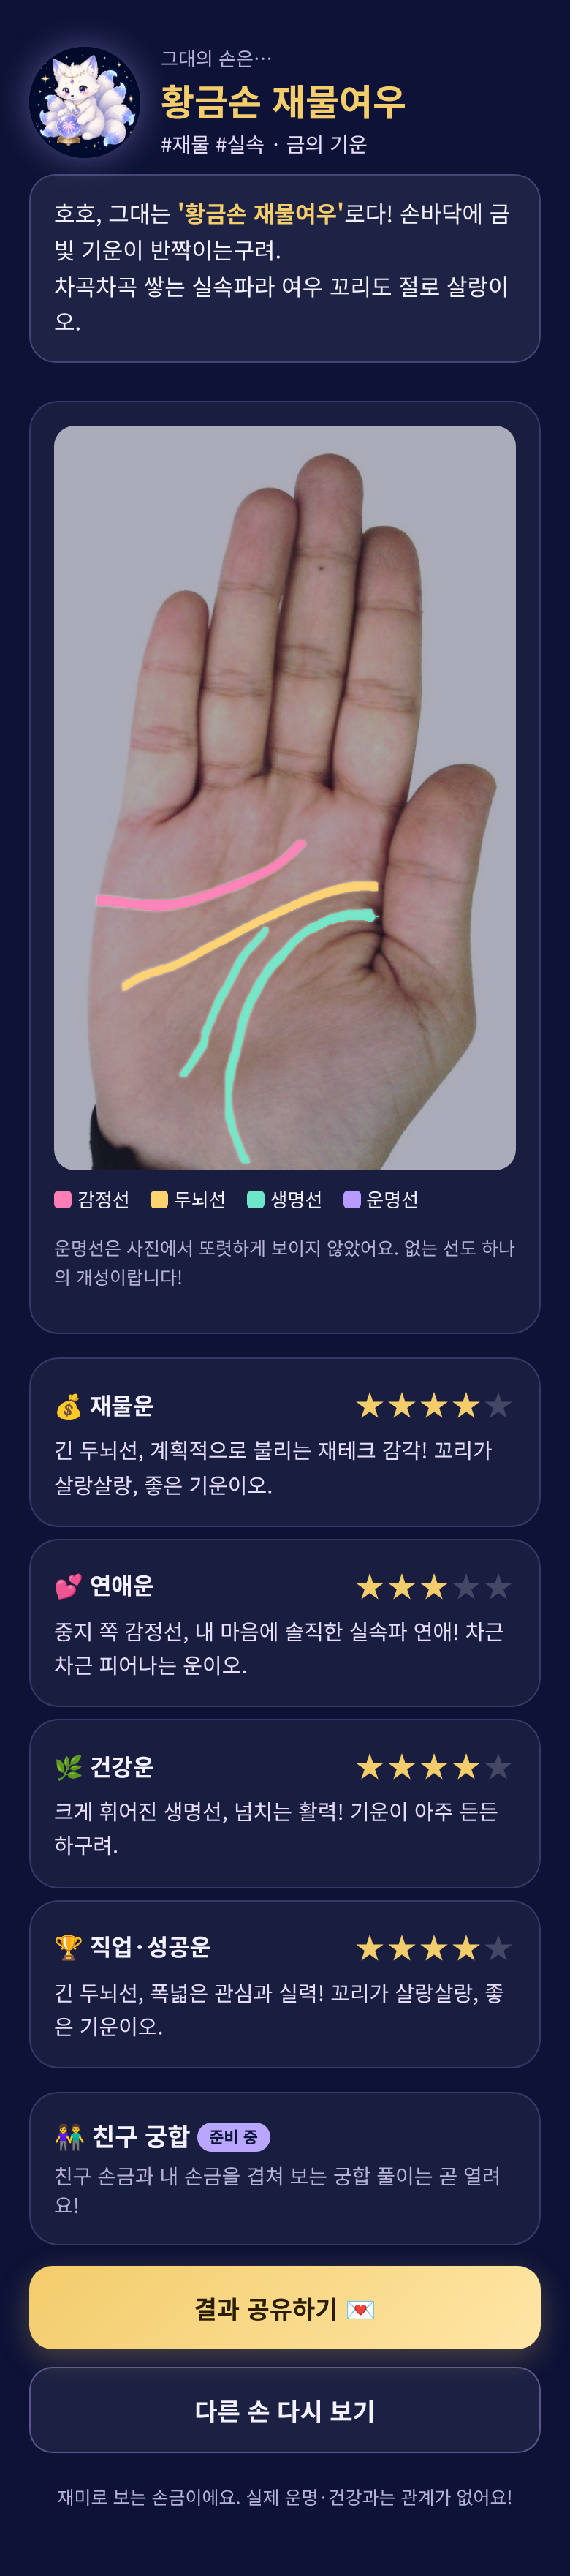 그대의 손은…
황금손 재물여우
#재물 #실속 · 금의 기운
호호, 그대는 '황금손 재물여우'로다! 손바닥에 금
빛 기운이 반짝이는구려.
차곡차곡 쌓는 실속파라 여우 꼬리도 절로 살랑이
오.
감정선 두뇌선 생명선 운명선
운명선은 사진에서 또렷하게 보이지 않았어요. 없는 선도 하나
의 개성이랍니다!
💰 재물운 ★★★★★
긴 두뇌선, 계획적으로 불리는 재테크 감각! 꼬리가
살랑살랑, 좋은 기운이오.
💕 연애운 ★★★★★
중지 쪽 감정선, 내 마음에 솔직한 실속파 연애! 차근
차근 피어나는 운이오.
🌿 건강운 ★★★★★
크게 휘어진 생명선, 넘치는 활력! 기운이 아주 든든
하구려.
🏆 직업·성공운 ★★★★★
긴 두뇌선, 폭넓은 관심과 실력! 꼬리가 살랑살랑, 좋
은 기운이오.
👫 친구 궁합 준비 중
친구 손금과 내 손금을 겹쳐 보는 궁합 풀이는 곧 열려
요!
결과 공유하기 💌
다른 손 다시 보기
재미로 보는 손금이에요. 실제 운명·건강과는 관계가 없어요!